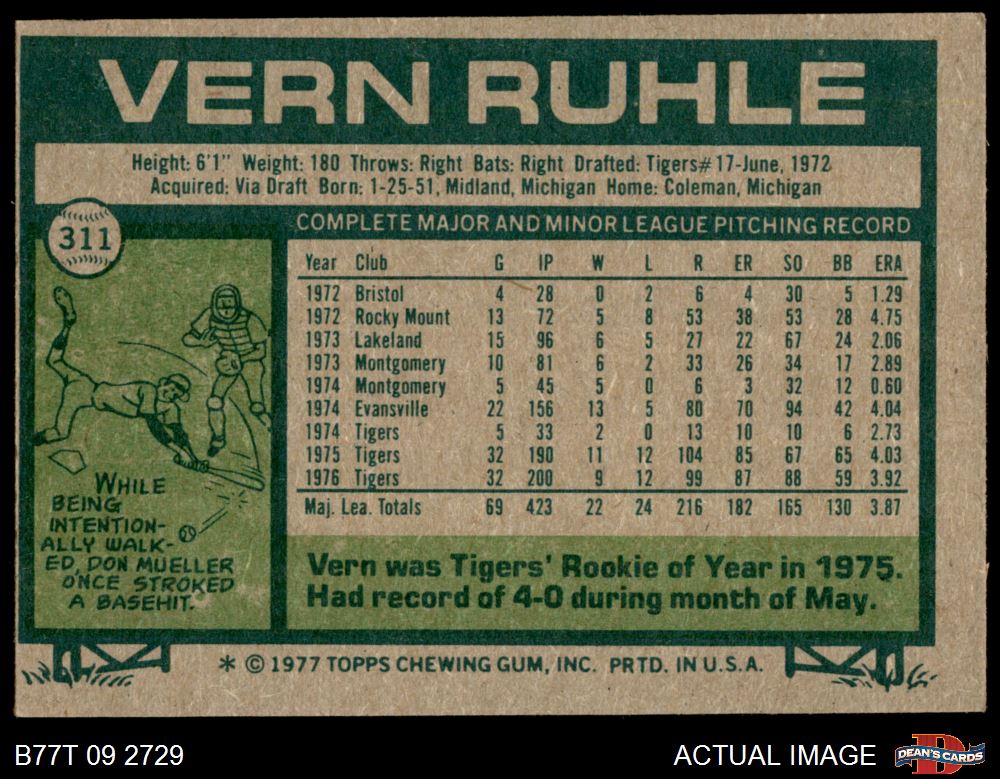 VERN RUHLE
Height: 6'1" Weight: 180 Throws: Right Bats: Right Drafted: Tigers#17-June, 1972
Acquired: Via Draft Born: 1-25-51, Midland, Michigan Home: Coleman, Michigan
311
COMPLETE MAJOR AND MINOR LEAGUE PITCHING RECORD
Year Club G IP W L R ER SO BB ERA
1972 Bristol 4 28 0 2 6 4 30 5 1.29
1972 Rocky Mount 13 72 5 8 53 38 53 28 4.75
1973 Lakeland 15 96 6 5 27 22 67 24 2.06
1973 Montgomery 10 81 6 2 33 26 34 17 2.89
1974 Montgomery 5 45 5 0 6 3 32 12 0.60
1974 Evansville 22 156 13 5 80 70 94 42 4.04
1974 Tigers 5 33 2 0 13 10 10 6 2.73
1975 Tigers 32 190 11 12 104 85 67 65 4.03
1976 Tigers 32 200 9 12 99 87 88 59 3.92
Maj. Lea. Totals 69 423 22 24 216 182 165 130 3.87
WHILE
BEING
INTENTION-
ALLY WALK-
ED, DON MUELLER
ONCE STROKED
A BASEHIT.
Vern was Tigers' Rookie of Year in 1975.
Had record of 4-0 during month of May.
* © 1977 TOPPS CHEWING GUM, INC. PRTD. IN U.S.A.
B77T 09 2729
ACTUAL IMAGE
DEAN'S CARDS